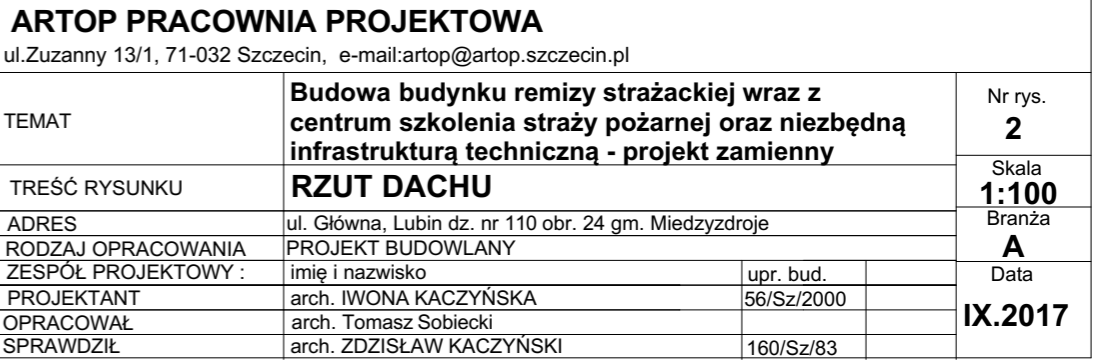 ARTOP PRACOWNIA PROJEKTOWA
ul.Zuzanny 13/1, 71-032 Szczecin, e-mail:artop@artop.szczecin.pl
TEMAT
Budowa budynku remizy strażackiej wraz z
centrum szkolenia straży pożarnej oraz niezbędną
infrastrukturą techniczną - projekt zamienny
Nr rys.
2
TREŚĆ RYSUNKU
RZUT DACHU
Skala
1:100
ADRES
ul. Główna, Lubin dz. nr 110 obr. 24 gm. Miedzyzdroje
Branża
A
RODZAJ OPRACOWANIA
PROJEKT BUDOWLANY
ZESPÓŁ PROJEKTOWY :
imię i nazwisko
upr. bud.
Data
IX.2017
PROJEKTANT
arch. IWONA KACZYŃSKA
56/Sz/2000
OPRACOWAŁ
arch. Tomasz Sobiecki
SPRAWDZIŁ
arch. ZDZISŁAW KACZYŃSKI
160/Sz/83